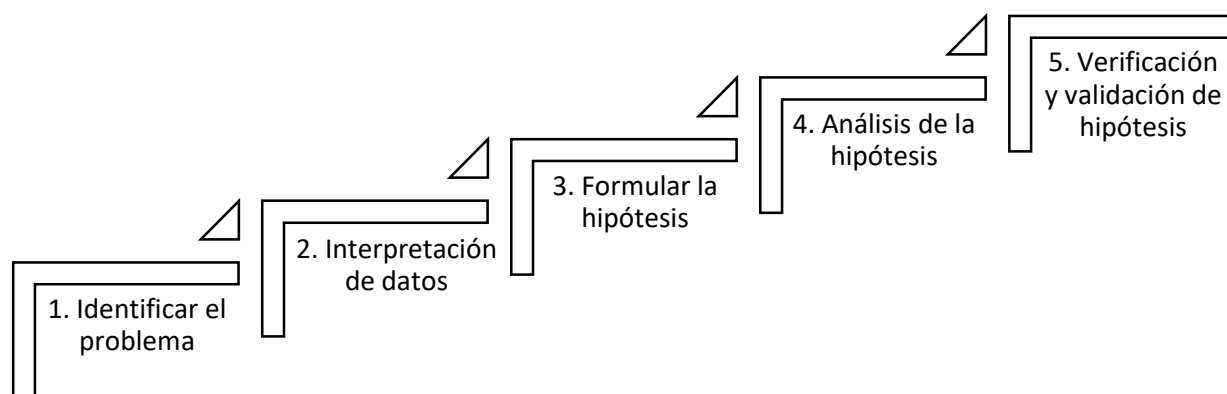 1. Identificar el
problema
2. Interpretación
de datos
3. Formular la
hipótesis
4. Análisis de la
hipótesis
5. Verificación
y validación de
hipótesis